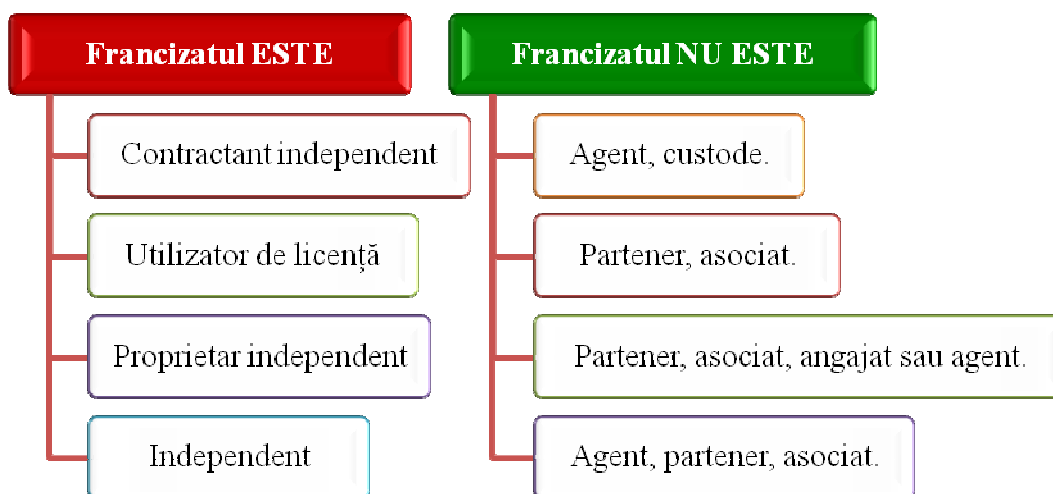 Francizatul ESTE
Contractant independent
Utilizator de licență
Proprietar independent
Independent
Francizatul NU ESTE
Agent, custode.
Partener, asociat.
Partener, asociat, angajat sau agent.
Agent, partener, asociat.